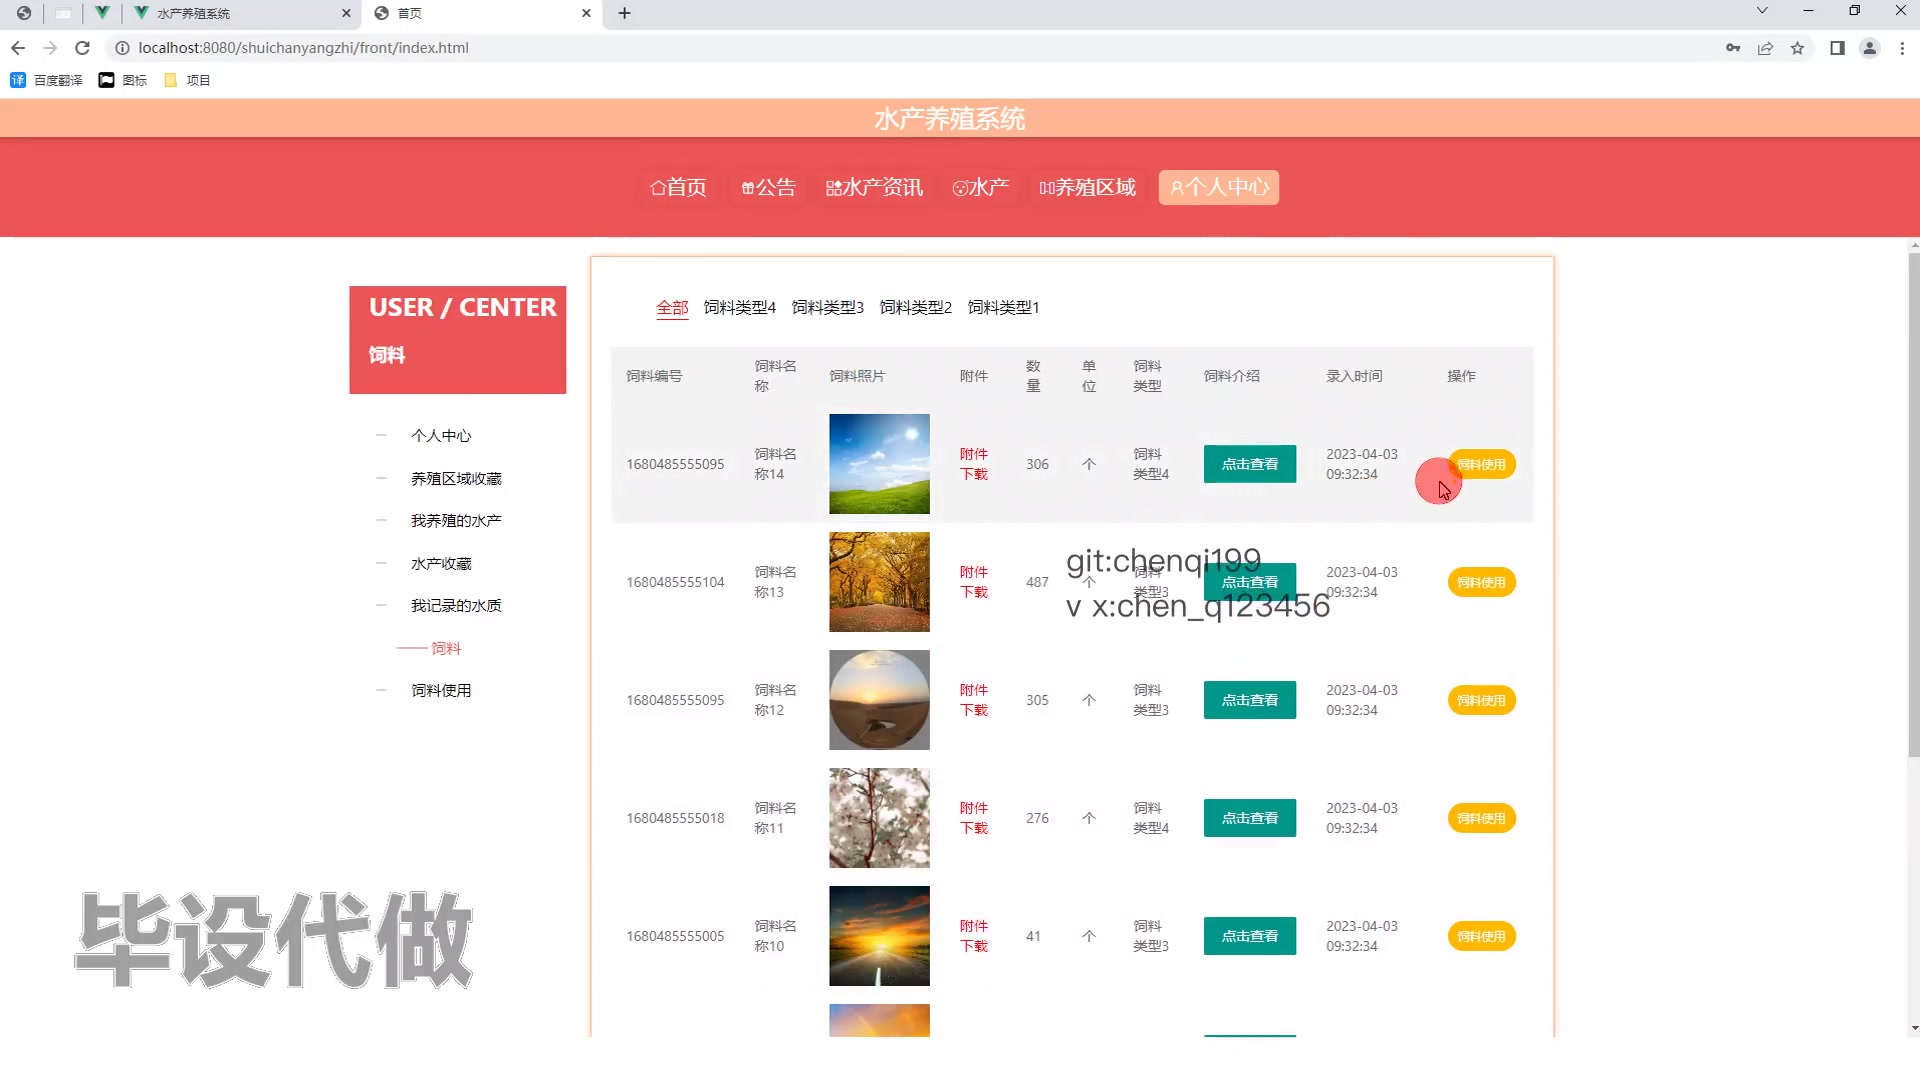 水产养殖系统
首页
localhost:8080/shuichanyangzhi/front/index.html
百度翻译
图标
项目
水产养殖系统
首页
公告
水产资讯
水产
养殖区域
个人中心
USER / CENTER
饲料
个人中心
养殖区域收藏
我养殖的水产
水产收藏
我记录的水质
饲料
饲料使用
全部 饲料类型4 饲料类型3 饲料类型2 饲料类型1
饲料编号 饲料名称 饲料照片 附件 数量 单位 饲料类型 饲料介绍 录入时间 操作
1680485555095 饲料名称14 附件下载 306 个 饲料类型4 点击查看 2023-04-03 09:32:34 饲料使用
1680485555104 饲料名称13 附件下载 487 个 饲料类型3 点击查看 2023-04-03 09:32:34 饲料使用
git:chenqi199
v x:chen_q123456
1680485555095 饲料名称12 附件下载 305 个 饲料类型3 点击查看 2023-04-03 09:32:34 饲料使用
1680485555018 饲料名称11 附件下载 276 个 饲料类型4 点击查看 2023-04-03 09:32:34 饲料使用
1680485555005 饲料名称10 附件下载 41 个 饲料类型3 点击查看 2023-04-03 09:32:34 饲料使用
毕设代做